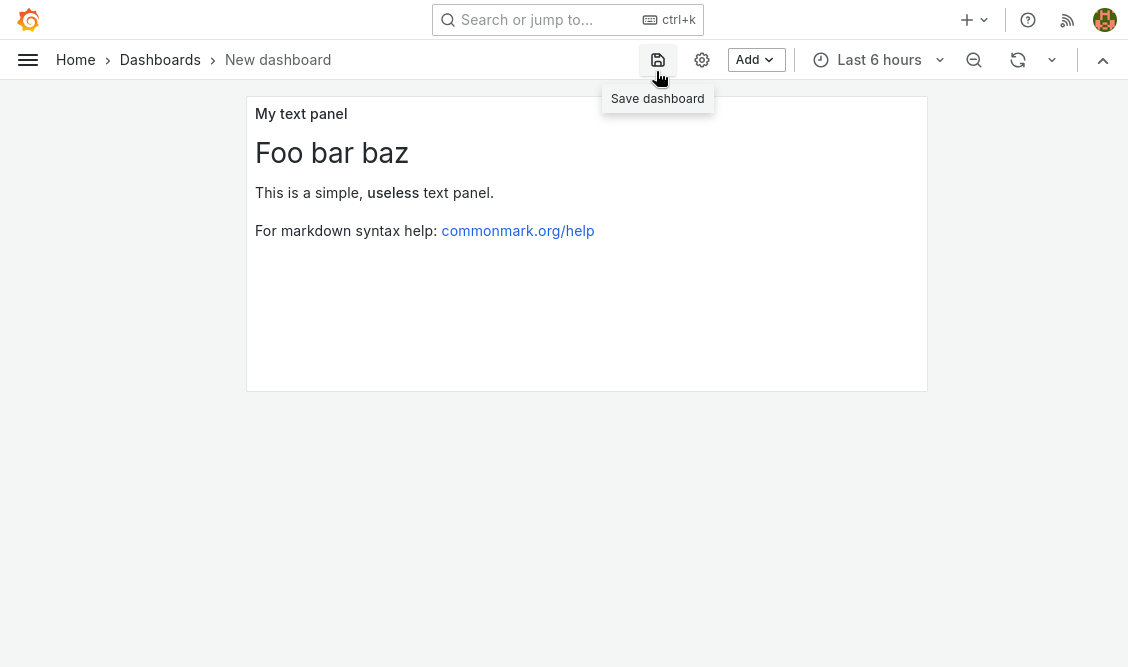 Search or jump to... ctrl+k
Home › Dashboards › New dashboard Add Last 6 hours
Save dashboard
My text panel
Foo bar baz
This is a simple, useless text panel.
For markdown syntax help: commonmark.org/help